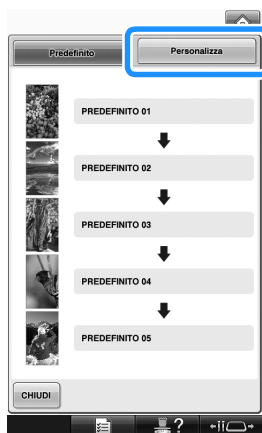 Predefinito
Personalizza
PREDEFINITO 01
PREDEFINITO 02
PREDEFINITO 03
PREDEFINITO 04
PREDEFINITO 05
CHIUDI
?